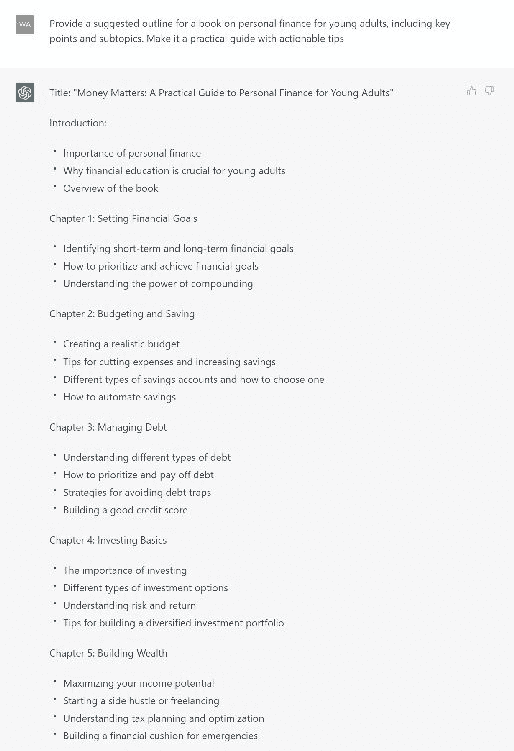 WA
Provide a suggested outline for a book on personal finance for young adults, including key
points and subtopics. Make it a practical guide with actionable tips
Title: "Money Matters: A Practical Guide to Personal Finance for Young Adults"
Introduction:
• Importance of personal finance
• Why financial education is crucial for young adults
• Overview of the book
Chapter 1: Setting Financial Goals
• Identifying short-term and long-term financial goals
• How to prioritize and achieve financial goals
• Understanding the power of compounding
Chapter 2: Budgeting and Saving
• Creating a realistic budget
• Tips for cutting expenses and increasing savings
• Different types of savings accounts and how to choose one
• How to automate savings
Chapter 3: Managing Debt
• Understanding different types of debt
• How to prioritize and pay off debt
• Strategies for avoiding debt traps
• Building a good credit score
Chapter 4: Investing Basics
• The importance of investing
• Different types of investment options
• Understanding risk and return
• Tips for building a diversified investment portfolio
Chapter 5: Building Wealth
• Maximizing your income potential
• Starting a side hustle or freelancing
• Understanding tax planning and optimization
• Building a financial cushion for emergencies